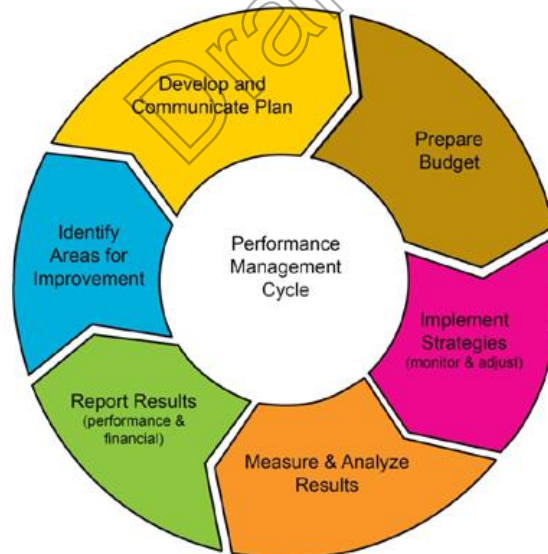 Develop and
Communicate Plan
Prepare
Budget
Implement
Strategies
(monitor & adjust)
Measure & Analyze
Results
Report Results
(performance &
financial)
Identify
Areas for
Improvement
Performance
Management
Cycle